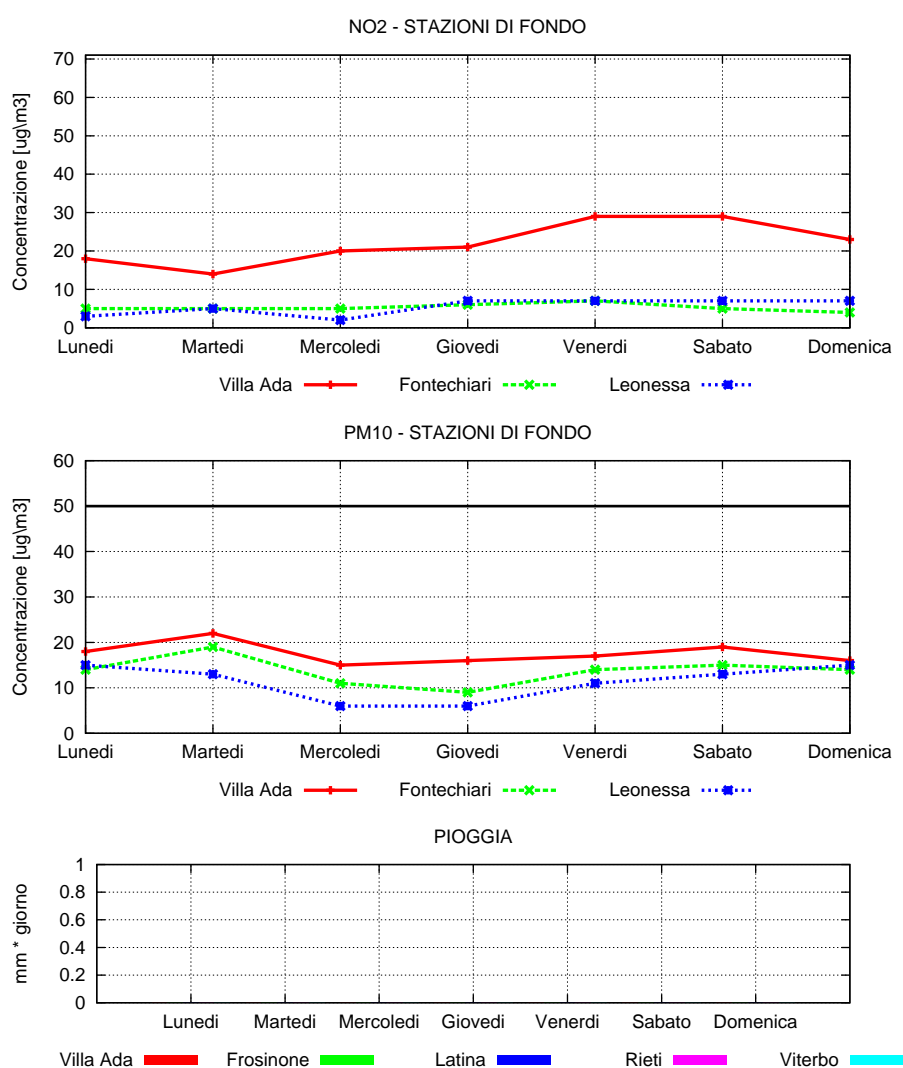 NO2 - STAZIONI DI FONDO
Concentrazione [ug\m3]
70
60
50
40
30
20
10
0
Lunedi Martedi Mercoledi Giovedi Venerdi Sabato Domenica
Villa Ada Fontechiari Leonessa
PM10 - STAZIONI DI FONDO
Concentrazione [ug\m3]
60
50
40
30
20
10
0
Lunedi Martedi Mercoledi Giovedi Venerdi Sabato Domenica
Villa Ada Fontechiari Leonessa
PIOGGIA
mm * giorno
1
0.8
0.6
0.4
0.2
0
Lunedi Martedi Mercoledi Giovedi Venerdi Sabato Domenica
Villa Ada Frosinone Latina Rieti Viterbo